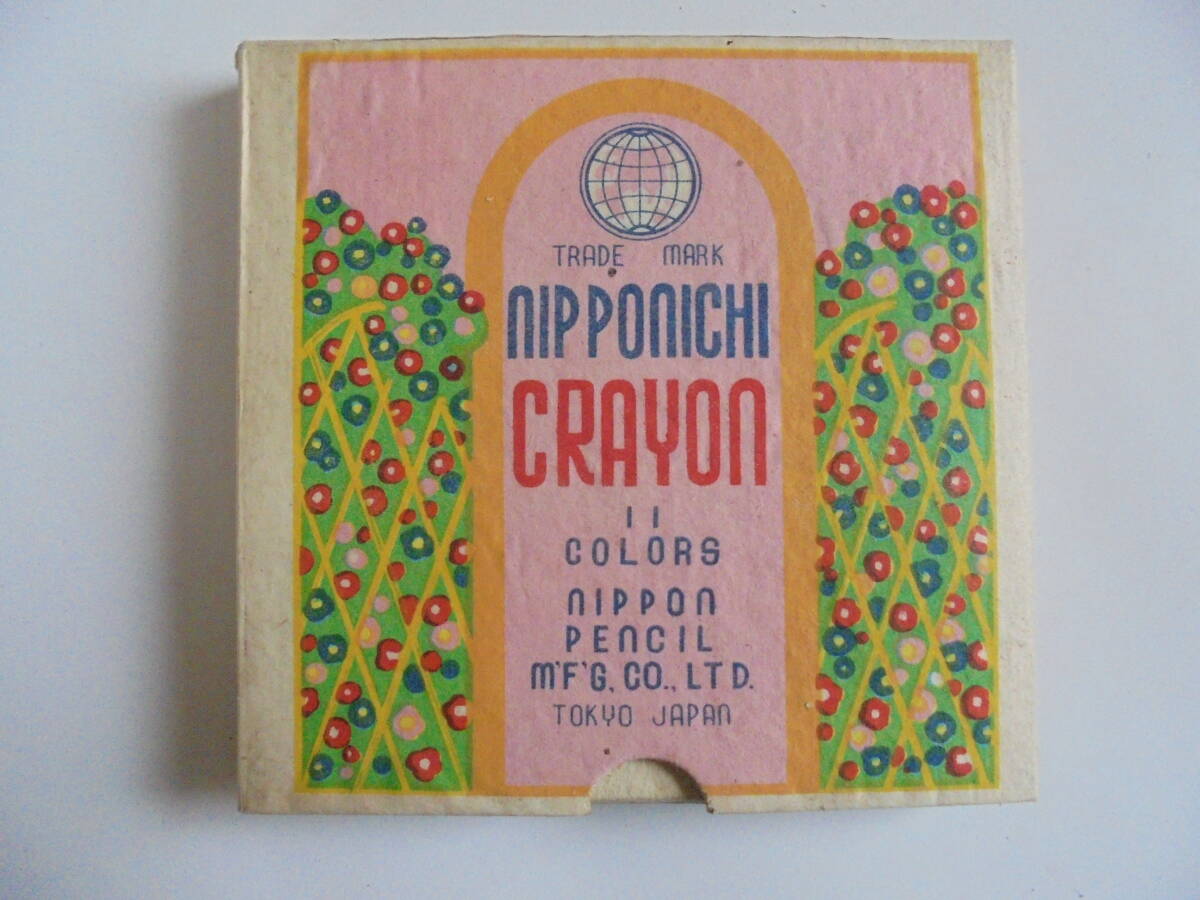 TRADE MARK
NIPPONICHI
CRAYON
11
COLORS
NIPPON
PENCIL
M'F'G, CO., LTD.
TOKYO JAPAN